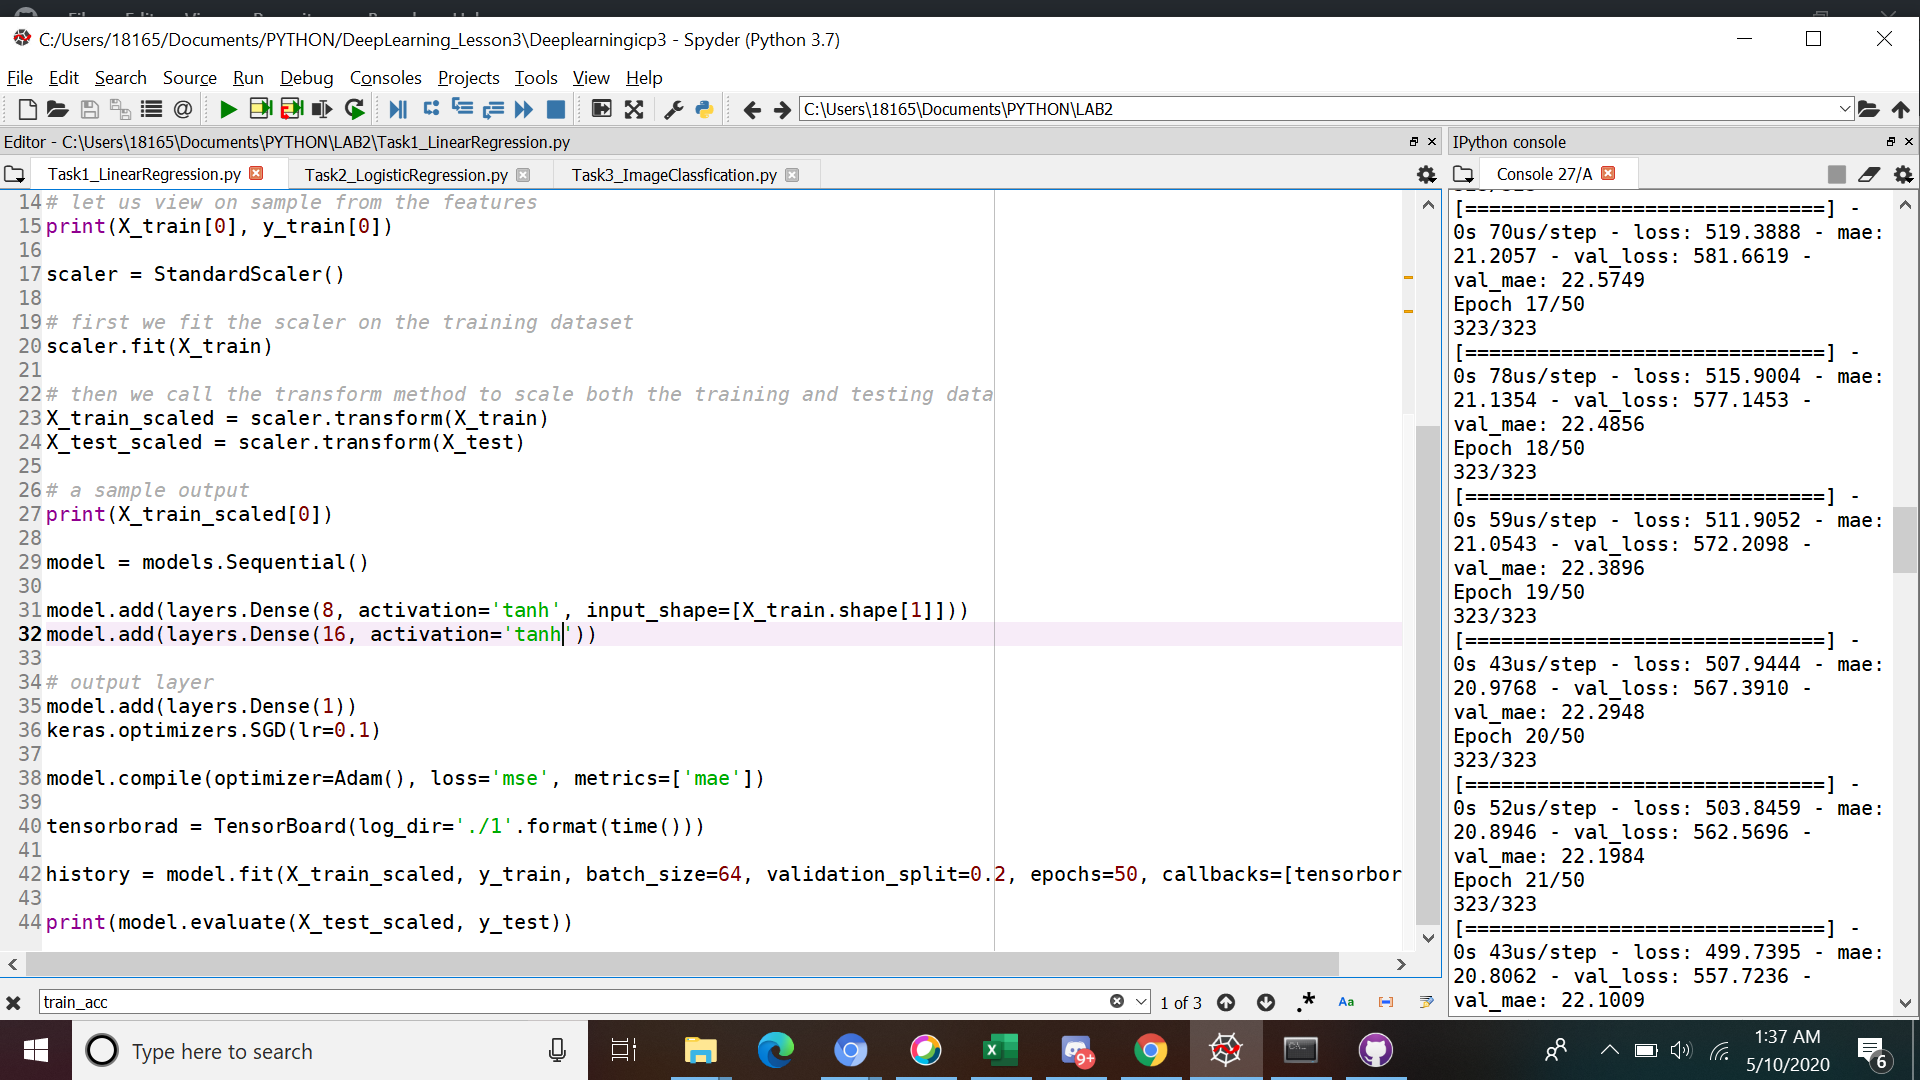 C:/Users/18165/Documents/PYTHON/DeepLearning_Lesson3\Deeplearningicp3 - Spyder (Python 3.7)
File Edit Search Source Run Debug Consoles Projects Tools View Help
C:\Users\18165\Documents\PYTHON\LAB2
Editor - C:\Users\18165\Documents\PYTHON\LAB2\Task1_LinearRegression.py
Task1_LinearRegression.py Task2_LogisticRegression.py Task3_ImageClassfication.py
14 # let us view on sample from the features
15 print(X_train[0], y_train[0])
16
17 scaler = StandardScaler()
18
19 # first we fit the scaler on the training dataset
20 scaler.fit(X_train)
21
22 # then we call the transform method to scale both the training and testing data
23 X_train_scaled = scaler.transform(X_train)
24 X_test_scaled = scaler.transform(X_test)
25
26 # a sample output
27 print(X_train_scaled[0])
28
29 model = models.Sequential()
30
31 model.add(layers.Dense(8, activation='tanh', input_shape=[X_train.shape[1]]))
32 model.add(layers.Dense(16, activation='tanh'))
33
34 # output layer
35 model.add(layers.Dense(1))
36 keras.optimizers.SGD(lr=0.1)
37
38 model.compile(optimizer=Adam(), loss='mse', metrics=['mae'])
39
40 tensorborad = TensorBoard(log_dir='./1'.format(time()))
41
42 history = model.fit(X_train_scaled, y_train, batch_size=64, validation_split=0.2, epochs=50, callbacks=[tensorbor
43
44 print(model.evaluate(X_test_scaled, y_test))
train_acc
1 of 3
Aa
IPython console
Console 27/A
[==============================] -
0s 70us/step - loss: 519.3888 - mae:
21.2057 - val_loss: 581.6619 -
val_mae: 22.5749
Epoch 17/50
323/323
[==============================] -
0s 78us/step - loss: 515.9004 - mae:
21.1354 - val_loss: 577.1453 -
val_mae: 22.4856
Epoch 18/50
323/323
[==============================] -
0s 59us/step - loss: 511.9052 - mae:
21.0543 - val_loss: 572.2098 -
val_mae: 22.3896
Epoch 19/50
323/323
[==============================] -
0s 43us/step - loss: 507.9444 - mae:
20.9768 - val_loss: 567.3910 -
val_mae: 22.2948
Epoch 20/50
323/323
[==============================] -
0s 52us/step - loss: 503.8459 - mae:
20.8946 - val_loss: 562.5696 -
val_mae: 22.1984
Epoch 21/50
323/323
[==============================] -
0s 43us/step - loss: 499.7395 - mae:
20.8062 - val_loss: 557.7236 -
val_mae: 22.1009
Type here to search
9+
1:37 AM
5/10/2020
6